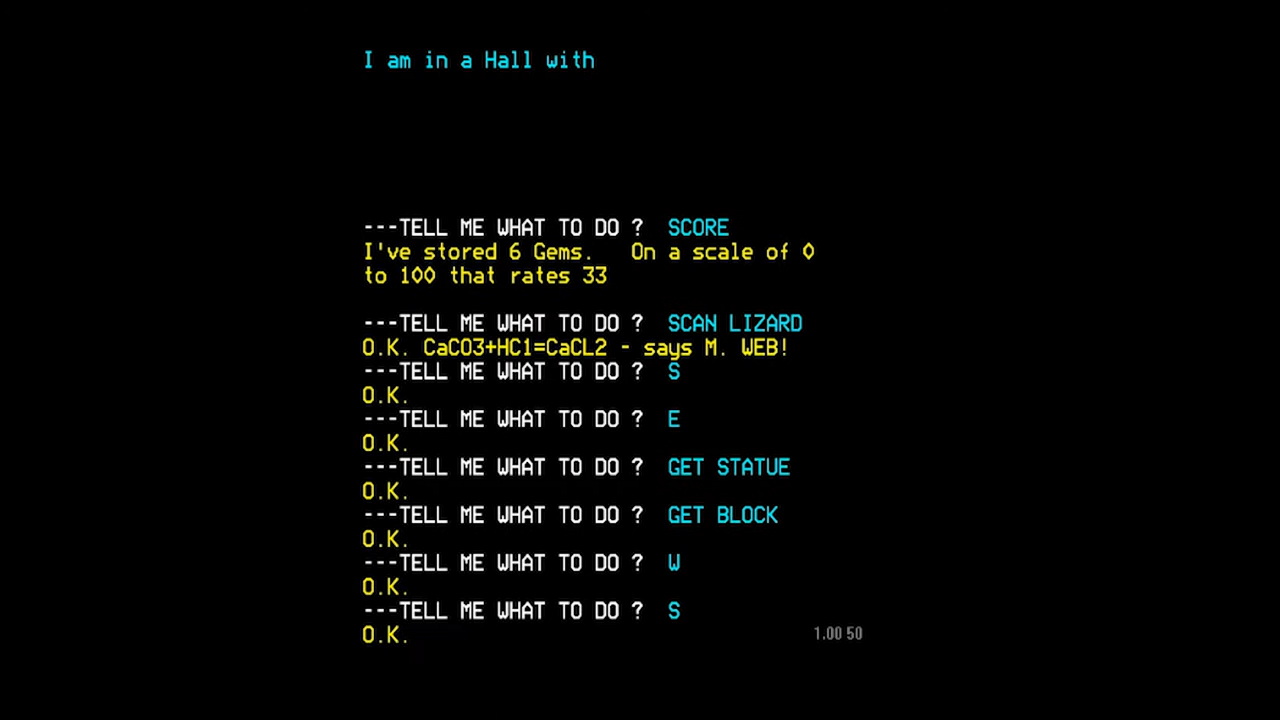 I am in a Hall with
---TELL ME WHAT TO DO ? SCORE
I've stored 6 Gems.  On a scale of 0
to 100 that rates 33
---TELL ME WHAT TO DO ? SCAN LIZARD
O.K. CaCO3+HC1=CaCL2 - says M. WEB!
---TELL ME WHAT TO DO ? S
O.K.
---TELL ME WHAT TO DO ? E
O.K.
---TELL ME WHAT TO DO ? GET STATUE
O.K.
---TELL ME WHAT TO DO ? GET BLOCK
O.K.
---TELL ME WHAT TO DO ? W
O.K.
---TELL ME WHAT TO DO ? S
O.K.
1.00 50